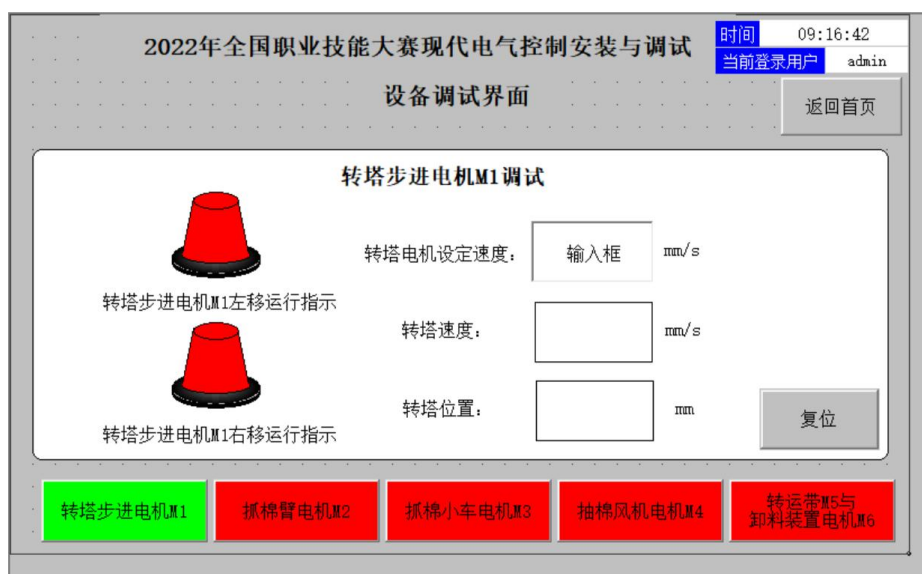 2022年全国职业技能大赛现代电气控制安装与调试
时间 09:16:42
当前登录用户 admin
设备调试界面
返回首页
转塔步进电机M1调试
转塔电机设定速度: 输入框 mm/s
转塔步进电机M1左移运行指示
转塔速度: mm/s
转塔位置: mm
复位
转塔步进电机M1右移运行指示
转塔步进电机M1
抓棉臂电机M2
抓棉小车电机M3
抽棉风机电机M4
转运带M5与
卸料装置电机M6